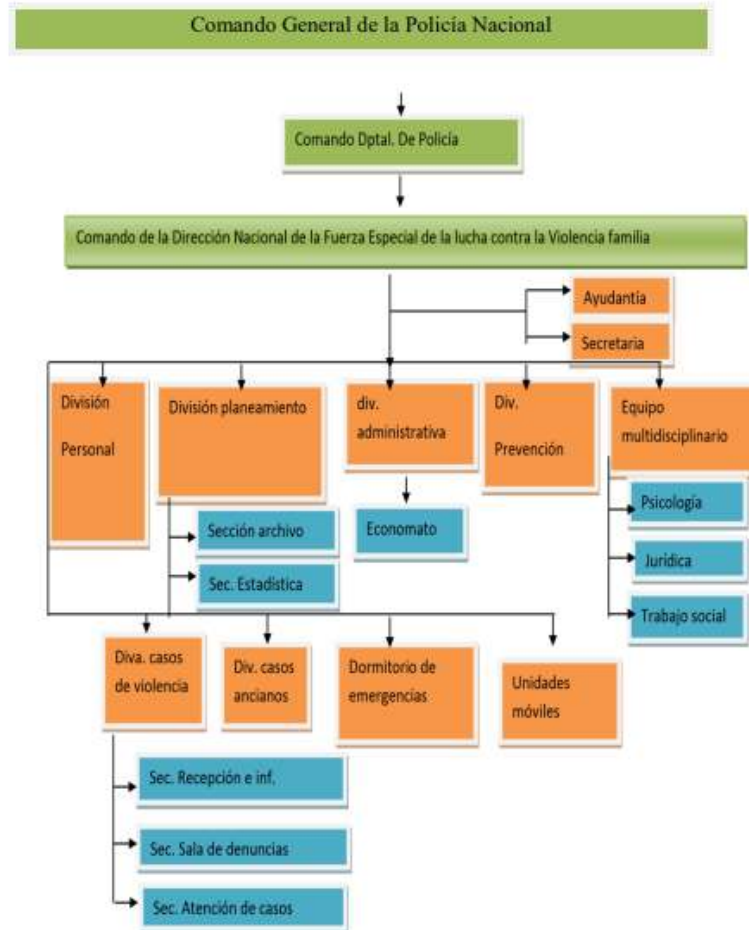 Comando General de la Policía Nacional
Comando Dptal. De Policía
Comando de la Dirección Nacional de la Fuerza Especial de la lucha contra la Violencia familia
Ayudantía
Secretaria
División
Personal
División planeamiento
div.
administrativa
Div.
Prevención
Equipo
multidisciplinario
Sección archivo
Sec. Estadística
Economato
Psicología
Jurídica
Trabajo social
Diva. casos
de violencia
Div. casos
ancianos
Dormitorio de
emergencias
Unidades
móviles
Sec. Recepción e inf.
Sec. Sala de denuncias
Sec. Atención de casos